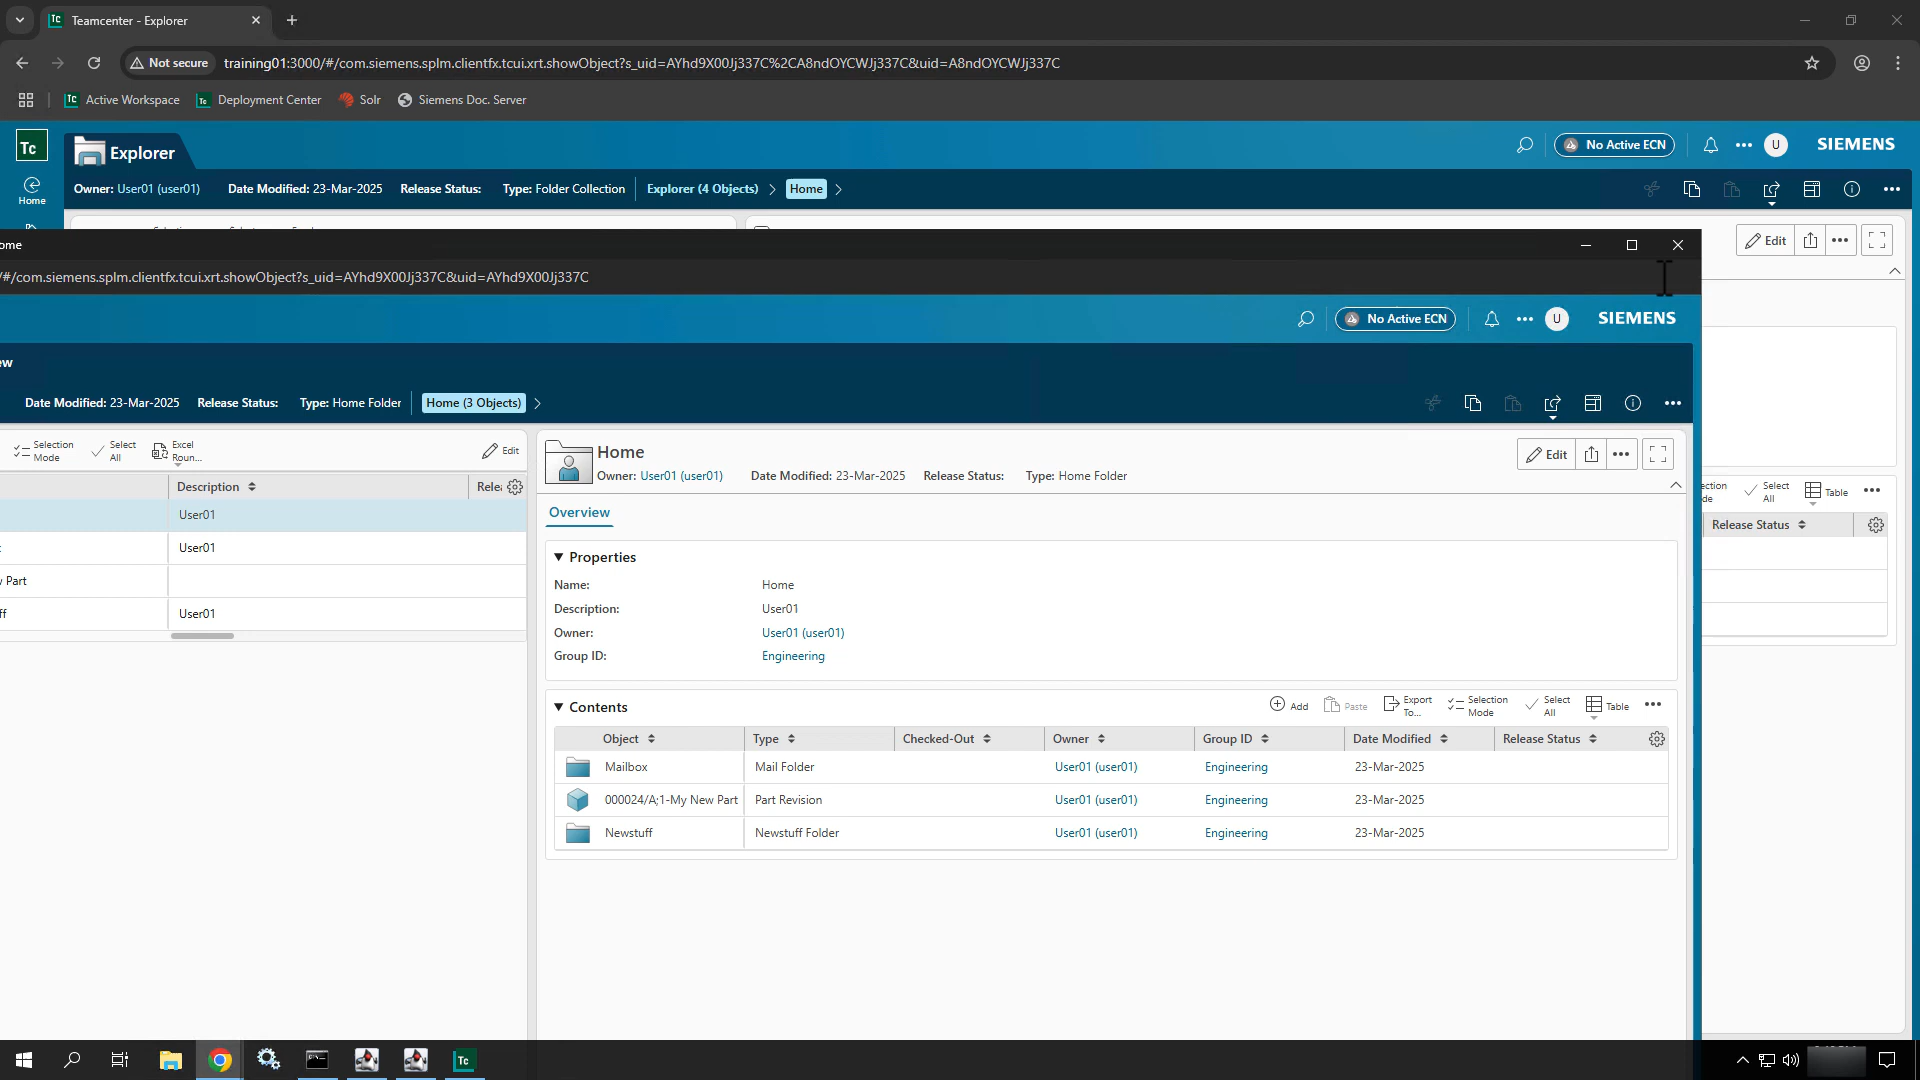 Teamcenter - Explorer
Not secure
training01:3000/#/com.siemens.splm.clientfx.tcui.xrt.showObject?s_uid=AYhd9X00Jj337C%2CA8ndOYCWJj337C&uid=A8ndOYCWJj337C
Active Workspace
Deployment Center
Solr
Siemens Doc. Server
Tc
Explorer
No Active ECN
U
SIEMENS
Home
Owner: User01 (user01)
Date Modified: 23-Mar-2025
Release Status:
Type: Folder Collection
Explorer (4 Objects)
Home
Edit
ome
/#/com.siemens.splm.clientfx.tcui.xrt.showObject?s_uid=AYhd9X00Jj337C&uid=AYhd9X00Jj337C
No Active ECN
U
SIEMENS
ew
Date Modified: 23-Mar-2025
Release Status:
Type: Home Folder
Home (3 Objects)
Selection Mode
Select All
Excel Roun...
Edit
Description
Relea
User01
User01
v Part
ff
User01
Home
Owner: User01 (user01)
Date Modified: 23-Mar-2025
Release Status:
Type: Home Folder
Edit
Overview
Properties
Name: Home
Description: User01
Owner: User01 (user01)
Group ID: Engineering
Contents
Add
Paste
Export To...
Selection Mode
Select All
Table
Object Type Checked-Out Owner Group ID Date Modified Release Status
Mailbox Mail Folder User01 (user01) Engineering 23-Mar-2025
000024/A;1-My New Part Part Revision User01 (user01) Engineering 23-Mar-2025
Newstuff Newstuff Folder User01 (user01) Engineering 23-Mar-2025
ection de
Select All
Table
Release Status
Tc